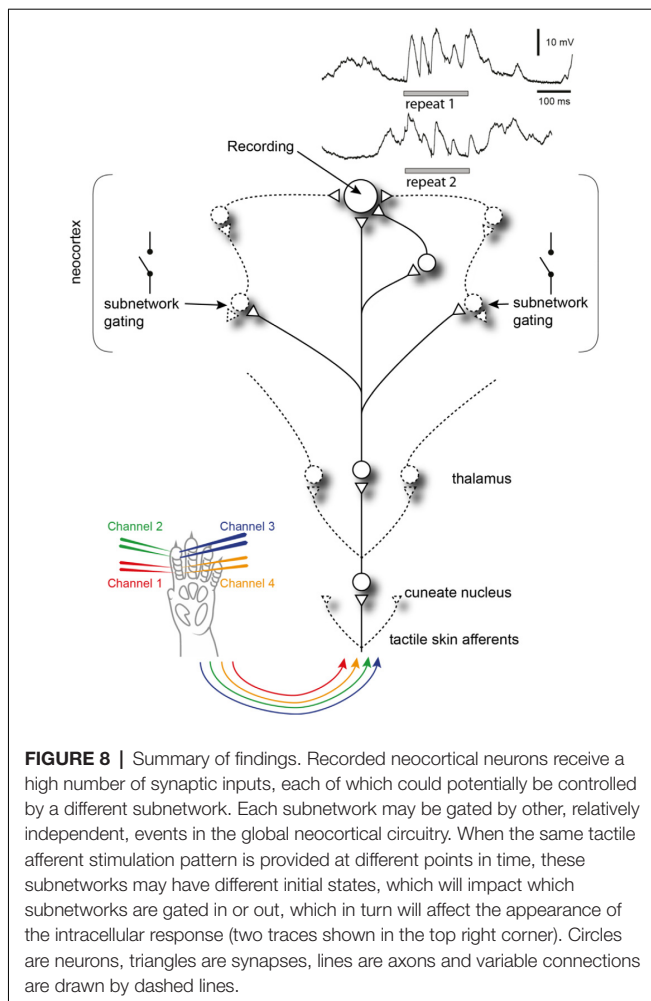 10 mV
repeat 1
100 ms
Recording
repeat 2
neocortex
subnetwork
gating
subnetwork
gating
thalamus
Channel 2
Channel 3
Channel 1
Channel 4
cuneate nucleus
tactile skin afferents
FIGURE 8 | Summary of findings. Recorded neocortical neurons receive a
high number of synaptic inputs, each of which could potentially be controlled
by a different subnetwork. Each subnetwork may be gated by other, relatively
independent, events in the global neocortical circuitry. When the same tactile
afferent stimulation pattern is provided at different points in time, these
subnetworks may have different initial states, which will impact which
subnetworks are gated in or out, which in turn will affect the appearance of
the intracellular response (two traces shown in the top right corner). Circles
are neurons, triangles are synapses, lines are axons and variable connections
are drawn by dashed lines.